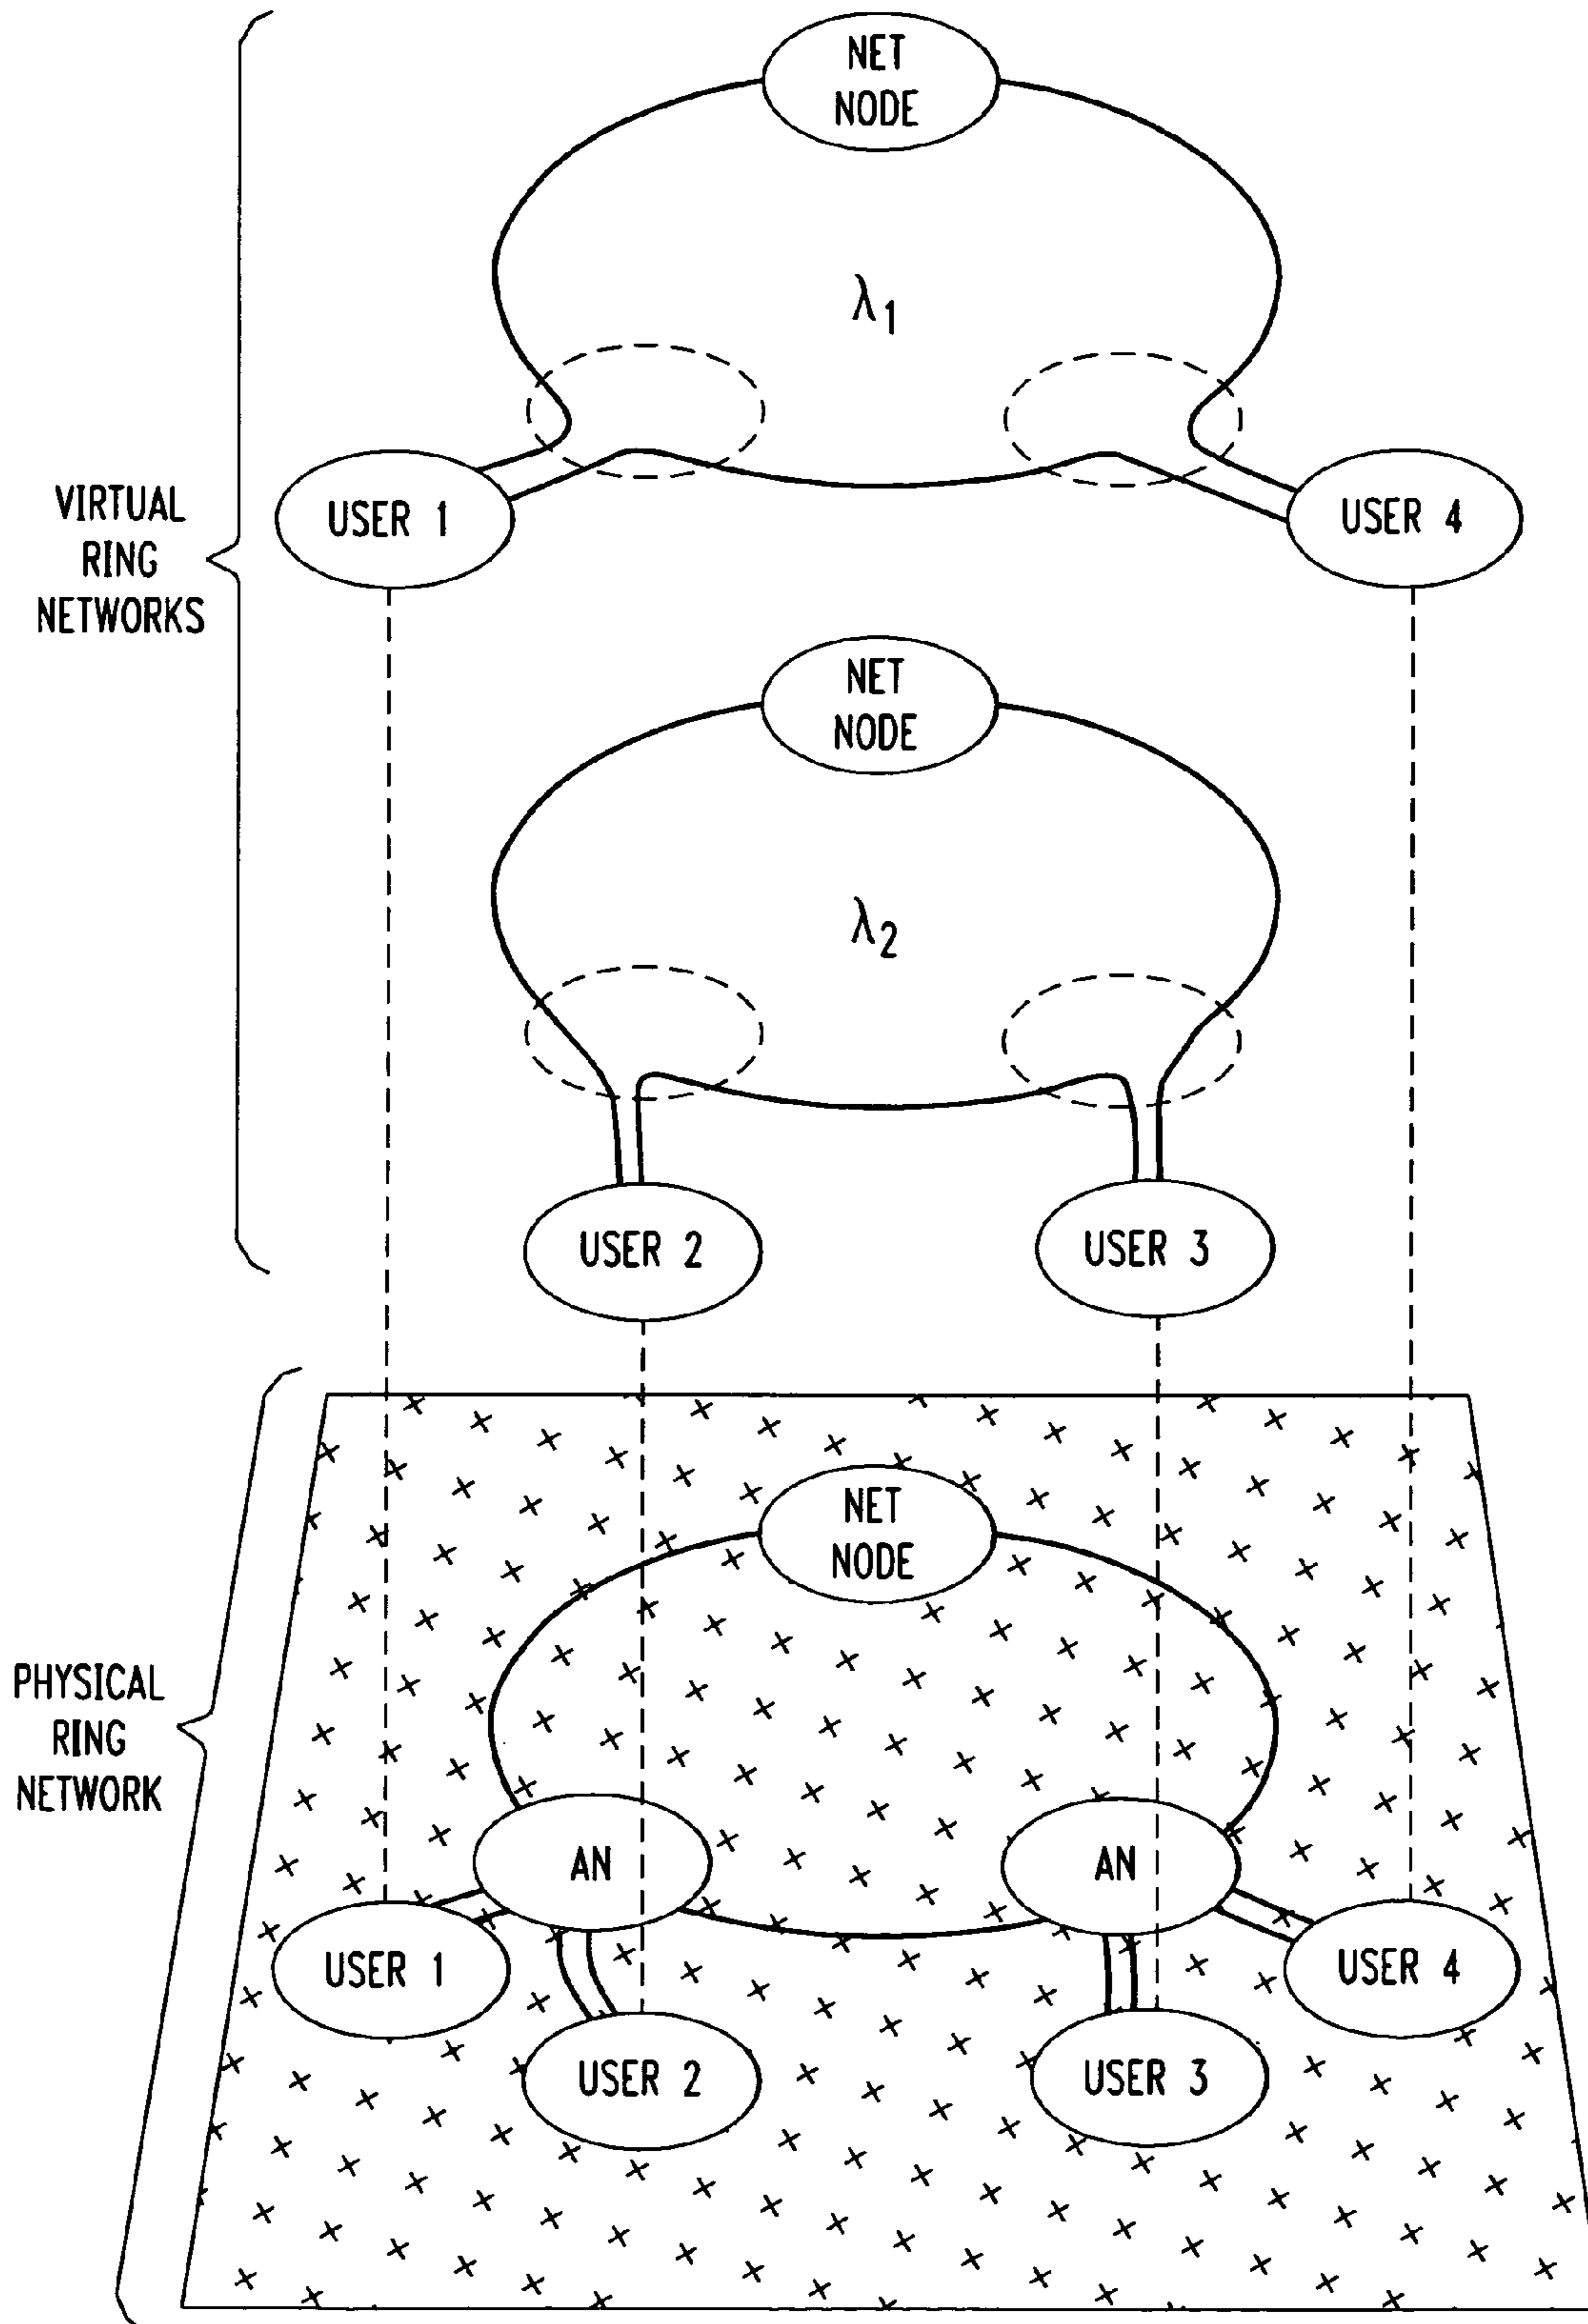 NET
NODE
λ1
USER 1
USER 4
VIRTUAL
RING
NETWORKS
NET
NODE
λ2
USER 2
USER 3
NET
NODE
PHYSICAL
RING
NETWORK
AN
AN
USER 1
USER 4
USER 2
USER 3